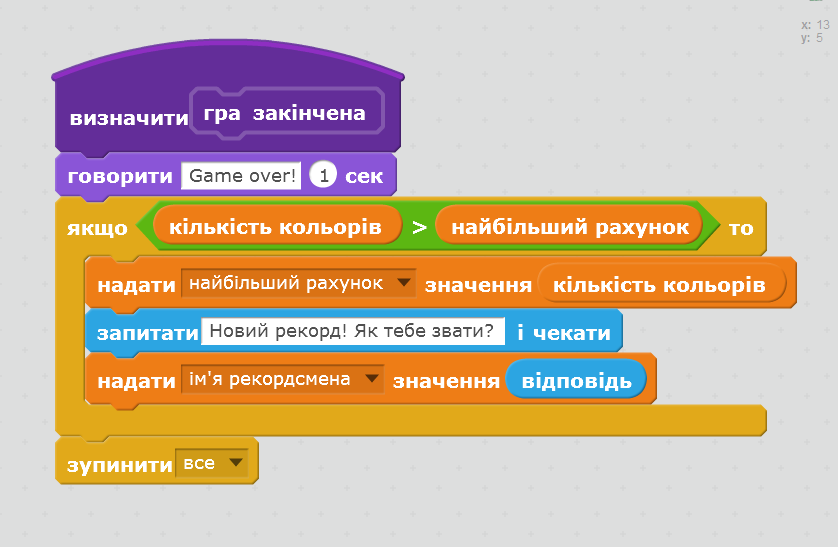 x: 13
y: 5
визначити гра закінчена
говорити Game over! 1 сек
якщо кількість кольорів > найбільший рахунок то
надати найбільший рахунок значення кількість кольорів
запитати Новий рекорд! Як тебе звати? і чекати
надати ім'я рекордсмена значення відповідь
зупинити все